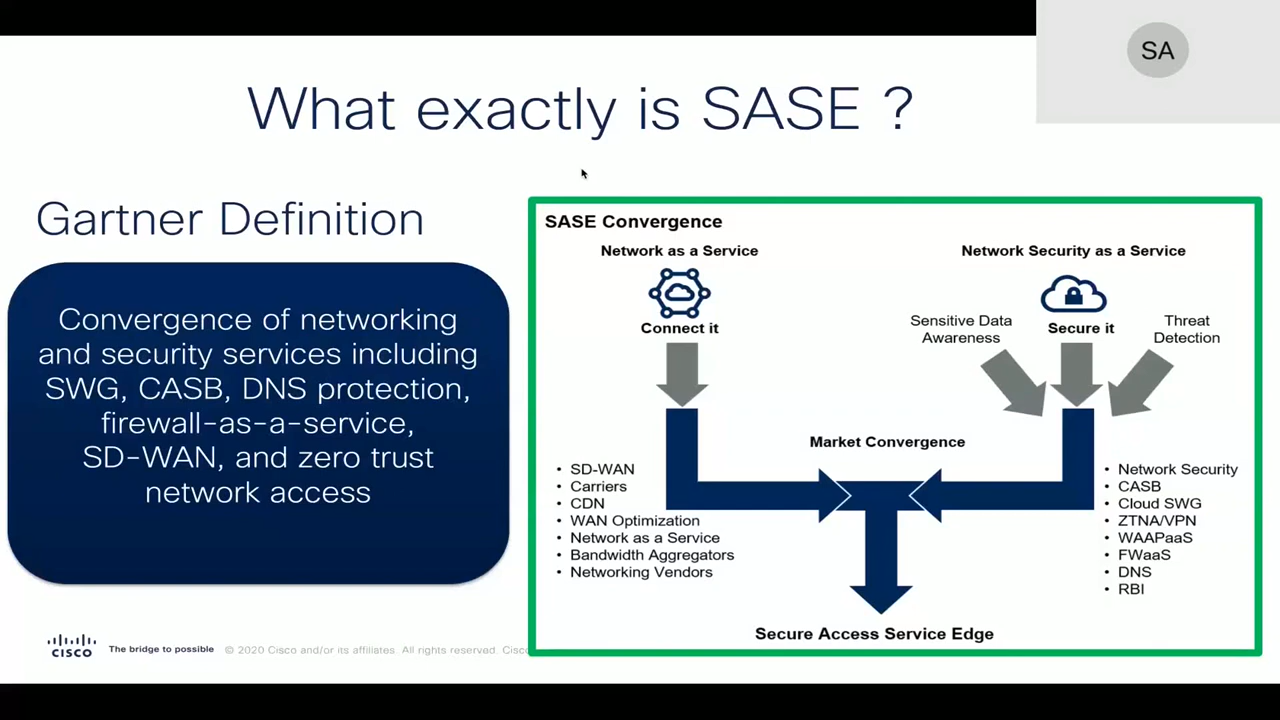 SA
What exactly is SASE ?
Gartner Definition
Convergence of networking
and security services including
SWG, CASB, DNS protection,
firewall-as-a-service,
SD-WAN, and zero trust
network access
SASE Convergence
Network as a Service
Connect it
Network Security as a Service
Sensitive Data
Awareness
Secure it
Threat
Detection
Market Convergence
• SD-WAN
• Carriers
• CDN
• WAN Optimization
• Network as a Service
• Bandwidth Aggregators
• Networking Vendors
• Network Security
• CASB
• Cloud SWG
• ZTNA/VPN
• WAAPaaS
• FWaaS
• DNS
• RBI
Secure Access Service Edge
CISCO The bridge to possible © 2020 Cisco and/or its affiliates. All rights reserved. Cisc